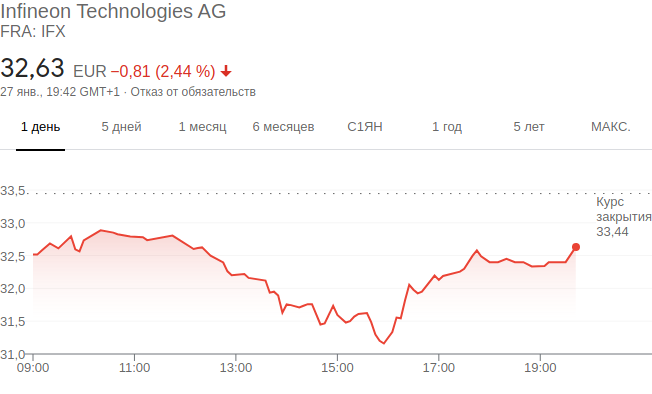 Infineon Technologies AG
FRA: IFX
32,63 EUR −0,81 (2,44 %)
27 янв., 19:42 GMT+1 · Отказ от обязательств
1 день 5 дней 1 месяц 6 месяцев С1ЯН 1 год 5 лет МАКС.
33,5
Курс
закрытия
33,44
33,0
32,5
32,0
31,5
31,0
09:00 11:00 13:00 15:00 17:00 19:00